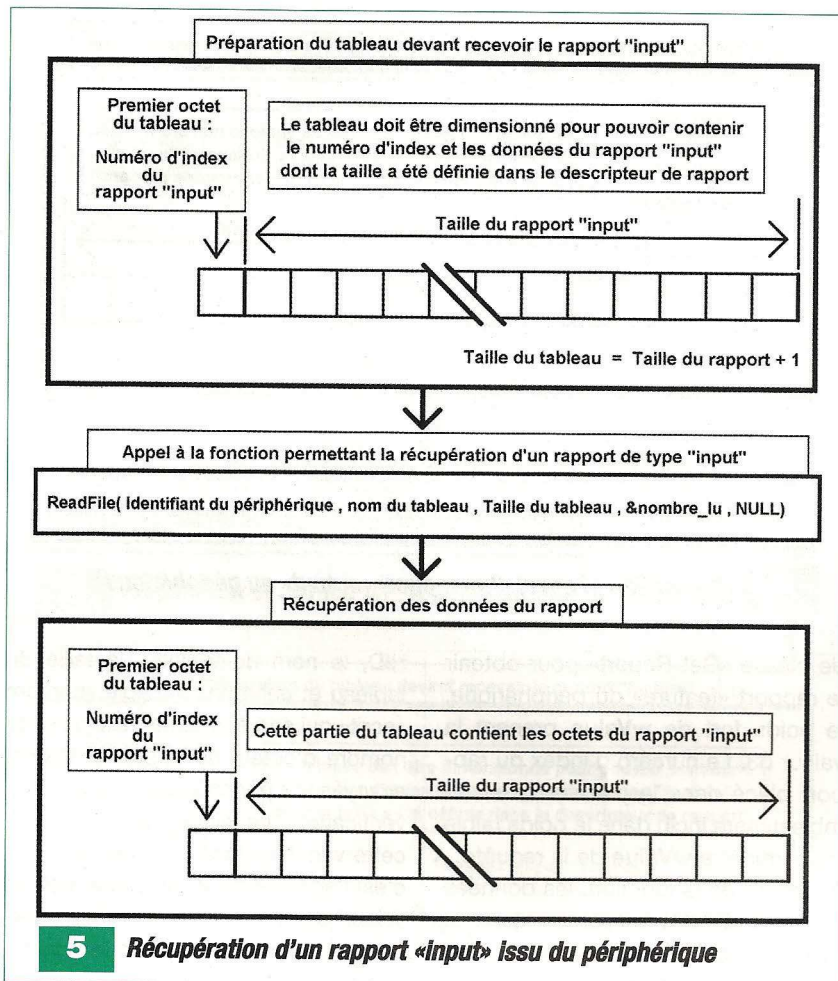 Préparation du tableau devant recevoir le rapport "input"
Premier octet
du tableau :
Numéro d'index
du
rapport "input"
Le tableau doit être dimensionné pour pouvoir contenir
le numéro d'index et les données du rapport "input"
dont la taille a été définie dans le descripteur de rapport
Taille du rapport "input"
Taille du tableau = Taille du rapport + 1
Appel à la fonction permettant la récupération d'un rapport de type "input"
ReadFile( Identifiant du périphérique , nom du tableau , Taille du tableau , &nombre_lu , NULL)
Récupération des données du rapport
Premier octet
du tableau :
Numéro d'index
du
rapport "input"
Cette partie du tableau contient les octets du rapport "input"
Taille du rapport "input"
5 Récupération d'un rapport «input» issu du périphérique